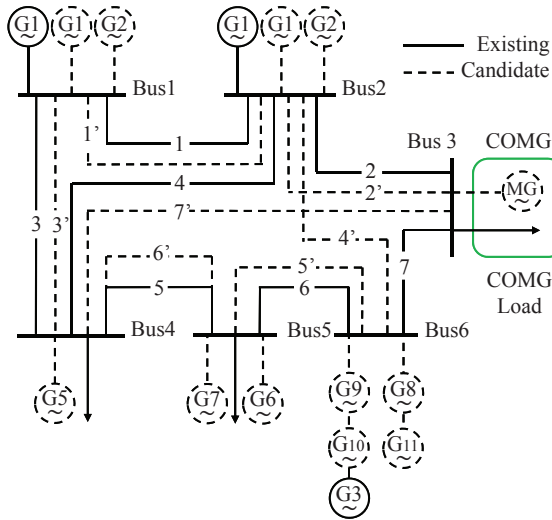 G1 ~ G1 ~ G2 ~ G1 ~ G1 ~ G2 ~
Existing
Candidate
Bus1 Bus2
1’ 1
Bus 3 COMG
2
4 2’
MG ~
3 3’ 7’
4’
6’ 5’ 7 COMG
Load
5 6
Bus4 Bus5 Bus6
G5 ~ G7 ~ G6 ~ G9 ~ G8 ~
G10 ~ G11 ~
G3 ~